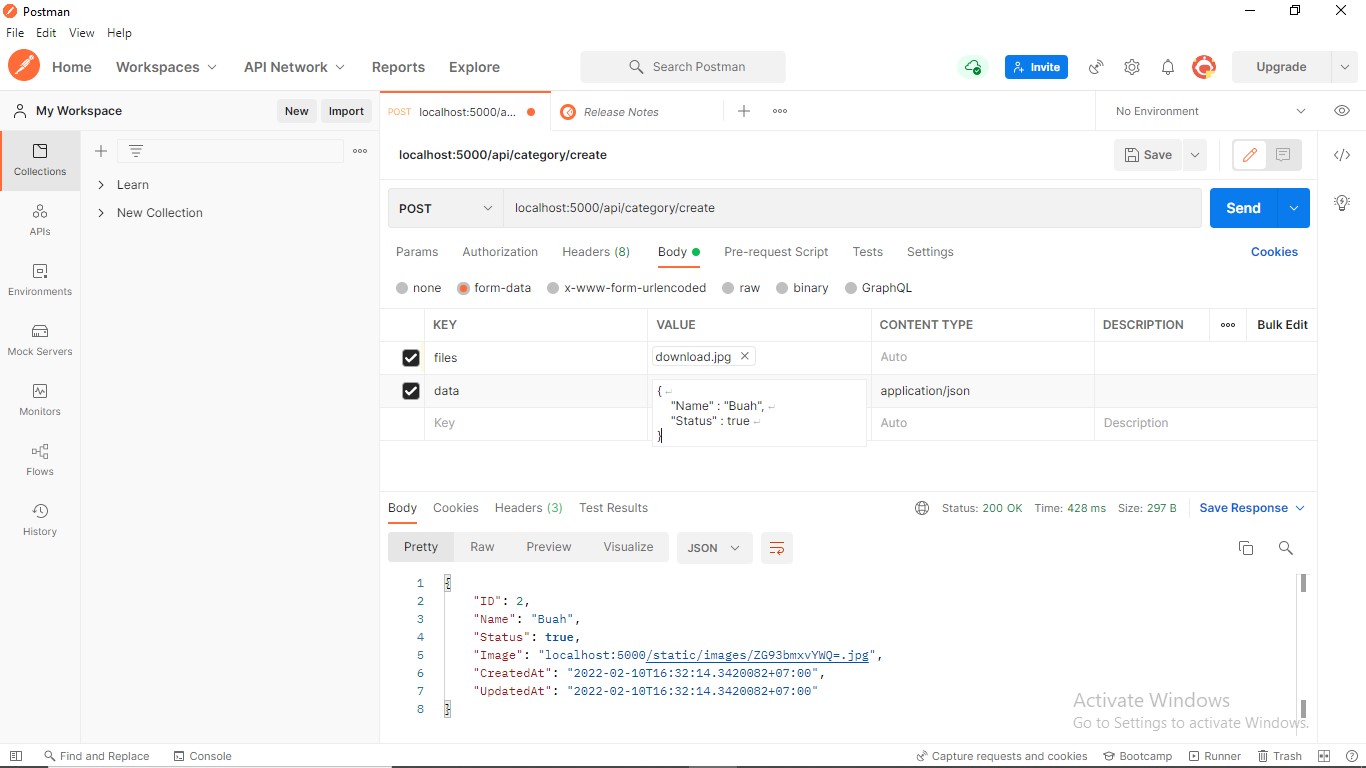 Postman
File Edit View Help
Home Workspaces API Network Reports Explore Search Postman Invite Upgrade
My Workspace New Import POST localhost:5000/a... Release Notes No Environment
Collections
APIs
Environments
Mock Servers
Monitors
Flows
History
Learn
New Collection
localhost:5000/api/category/create Save
POST localhost:5000/api/category/create Send
Params Authorization Headers (8) Body Pre-request Script Tests Settings Cookies
none form-data x-www-form-urlencoded raw binary GraphQL
KEY VALUE CONTENT TYPE DESCRIPTION Bulk Edit
files download.jpg Auto
data { application/json
"Name" : "Buah",
"Status" : true
}
Key Auto Description
Body Cookies Headers (3) Test Results Status: 200 OK Time: 428 ms Size: 297 B Save Response
Pretty Raw Preview Visualize JSON
1 {
2 "ID": 2,
3 "Name": "Buah",
4 "Status": true,
5 "Image": "localhost:5000/static/images/ZG93bmxvYWQ=.jpg",
6 "CreatedAt": "2022-02-10T16:32:14.3420082+07:00",
7 "UpdatedAt": "2022-02-10T16:32:14.3420082+07:00"
8 }
Activate Windows
Go to Settings to activate Windows.
Find and Replace Console Capture requests and cookies Bootcamp Runner Trash